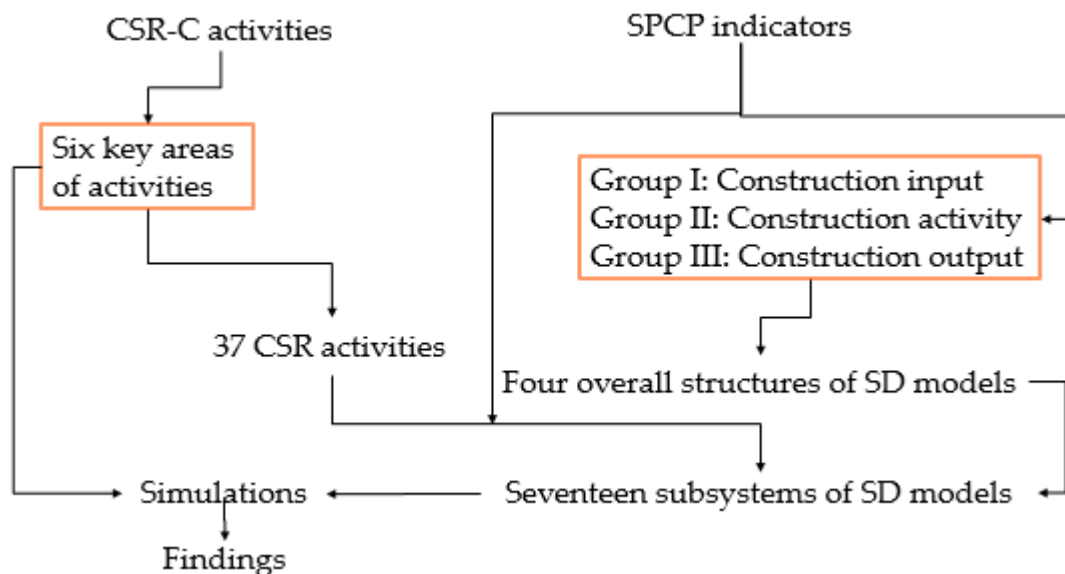 CSR-C activities
SPCP indicators
Six key areas
of activities
Group I: Construction input
Group II: Construction activity
Group III: Construction output
37 CSR activities
Four overall structures of SD models
Simulations
Seventeen subsystems of SD models
Findings